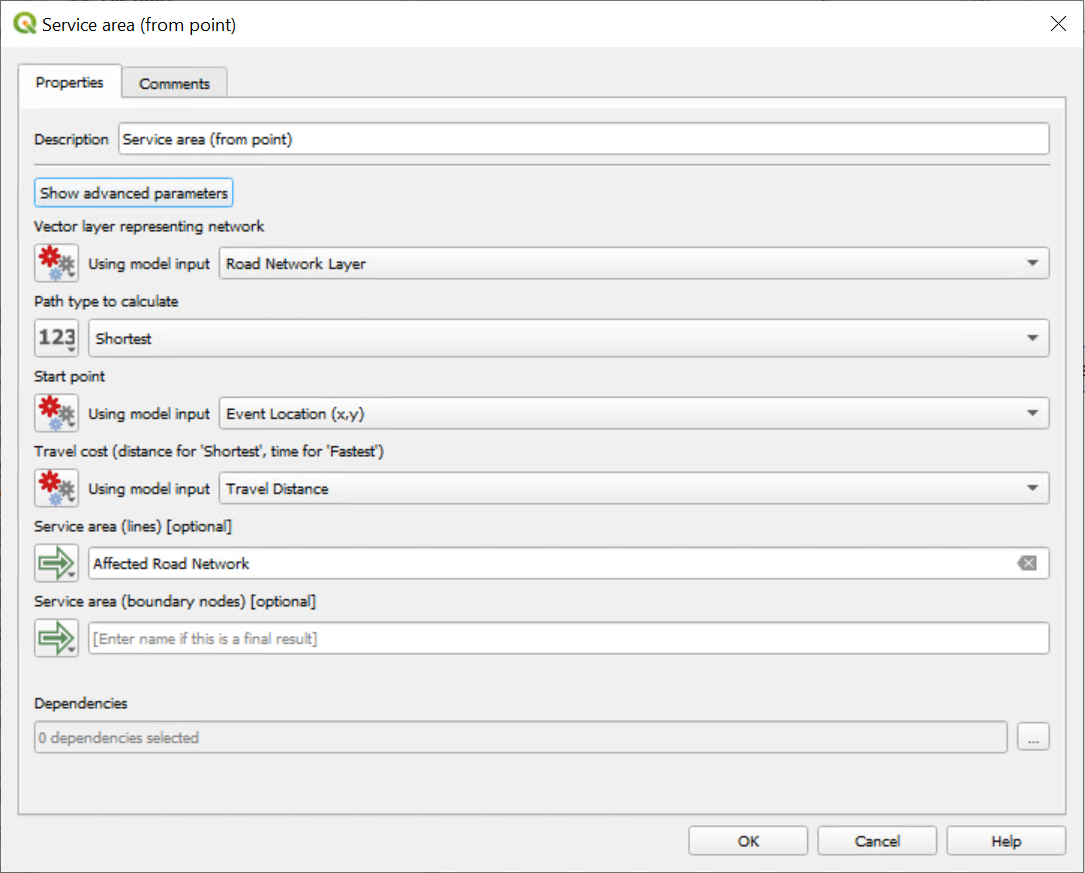 Service area (from point)
Properties
Comments
Description
Service area (from point)
Show advanced parameters
Vector layer representing network
Using model input
Road Network Layer
Path type to calculate
123
Shortest
Start point
Using model input
Event Location (x,y)
Travel cost (distance for 'Shortest', time for 'Fastest')
Using model input
Travel Distance
Service area (lines) [optional]
Affected Road Network
Service area (boundary nodes) [optional]
[Enter name if this is a final result]
Dependencies
0 dependencies selected
...
OK
Cancel
Help